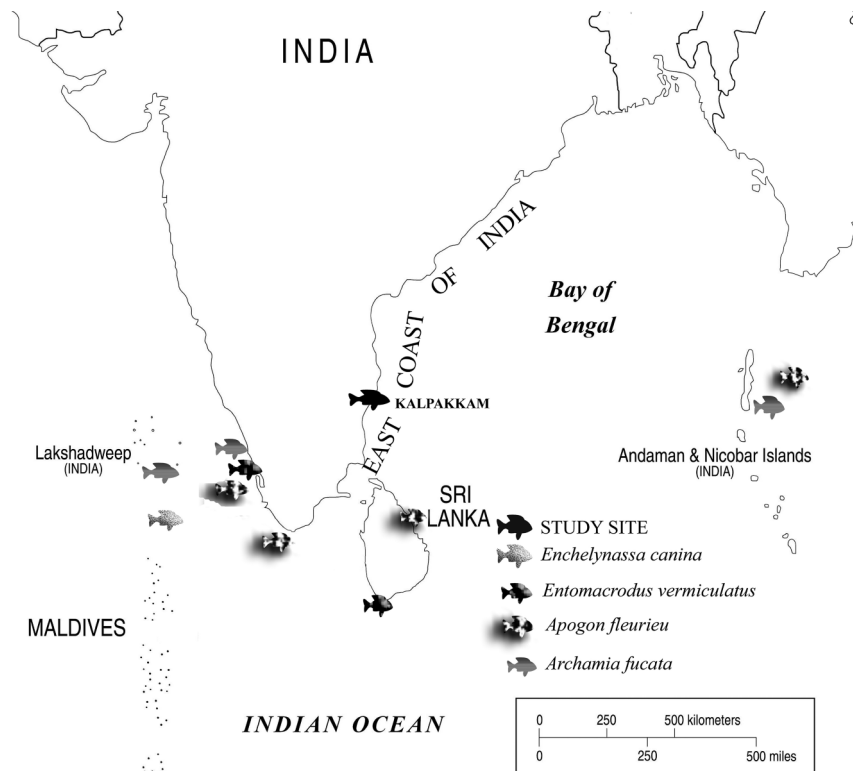 INDIA
EAST COAST OF INDIA
Bay of
Bengal
KALPAKKAM
Lakshadweep
(INDIA)
Andaman & Nicobar Islands
(INDIA)
SRI
LANKA
STUDY SITE
Enchelynassa canina
Entomacrodus vermiculatus
Apogon fleurieu
Archamia fucata
MALDIVES
INDIAN OCEAN
0 250 500 kilometers
0 250 500 miles